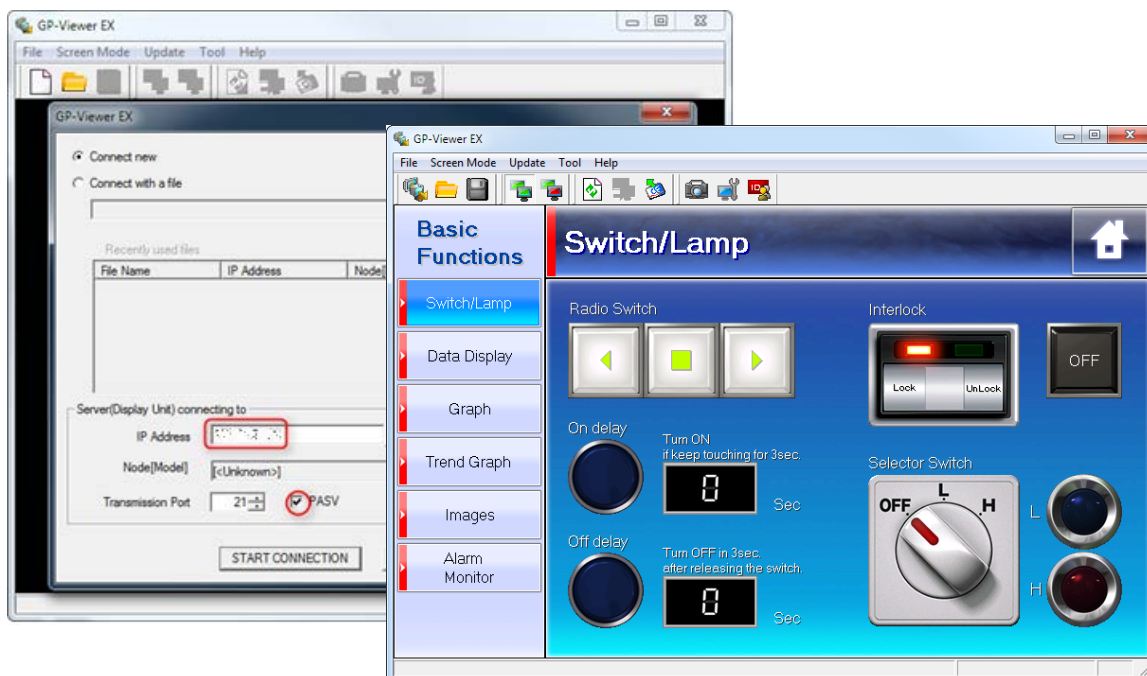 GP-Viewer EX
File Screen Mode Update Tool Help
GP-Viewer EX
Connect new
Connect with a file
Recently used files
File Name IP Address Node[
Server(Display Unit) connecting to
IP Address
Node[Model] [<Unknown>]
Transmission Port 21 PASV
START CONNECTION
GP-Viewer EX
File Screen Mode Update Tool Help
Basic
Functions
Switch/Lamp
Data Display
Graph
Trend Graph
Images
Alarm
Monitor
Switch/Lamp
Radio Switch
Interlock
Lock UnLock
OFF
On delay
Turn ON
if keep touching for 3sec.
0
Sec
Off delay
Turn OFF in 3sec.
after releasing the switch.
0
Sec
Selector Switch
OFF L H
L
H